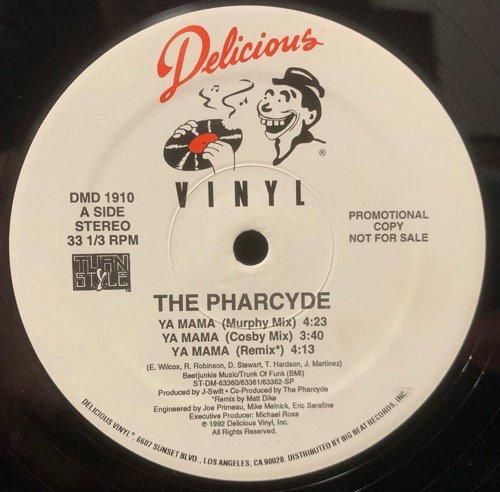 Delicious
VINYL
®
DMD 1910
A SIDE
STEREO
33 1/3 RPM
PROMOTIONAL
COPY
NOT FOR SALE
TURN
STYLE
THE PHARCYDE
YA MAMA (Murphy Mix) 4:23
YA MAMA (Cosby Mix) 3:40
YA MAMA (Remix*) 4:13
(E. Wilcox, R. Robinson, D. Stewart, T. Hardson, J. Martinez)
Beetjunkie Music/Trunk Of Funk (BMI)
ST-DM-63360/63361/63362-SP
Produced by J-Swift • Co-Produced by The Pharcyde
*Remix by Matt Dike
Engineered by Joe Primeau, Mike Melnick, Eric Serafine
Executive Producer: Michael Ross
© 1992 Delicious Vinyl, Inc.
All Rights Reserved.
DELICIOUS VINYL • 6607 SUNSET BLVD., LOS ANGELES, CA 90028. DISTRIBUTED BY BIG BEAT RECORDS, INC.